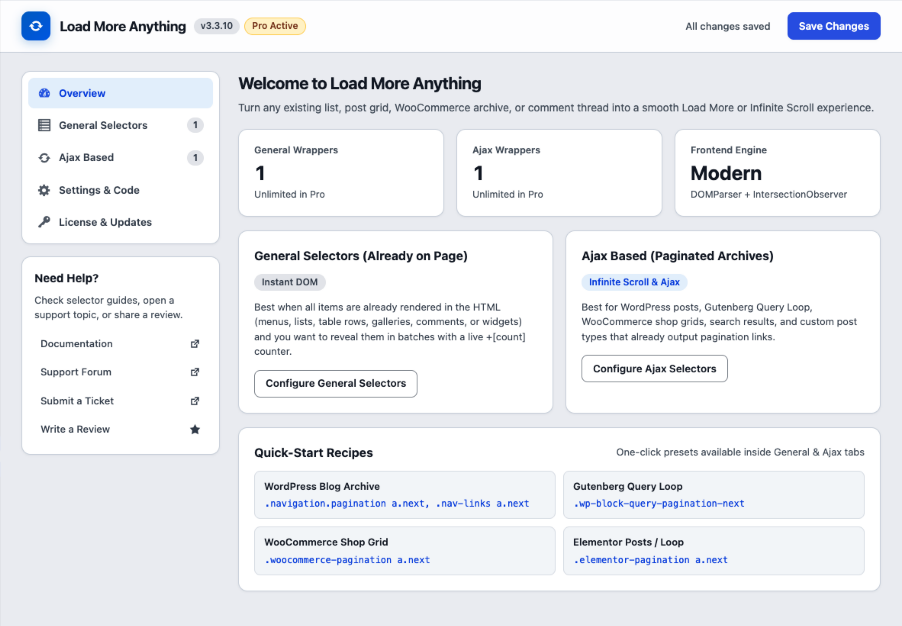 Load More Anything v3.3.10 Pro Active
All changes saved
Save Changes
Overview
General Selectors 1
Ajax Based 1
Settings & Code
License & Updates
Need Help?
Check selector guides, open a
support topic, or share a review.
Documentation
Support Forum
Submit a Ticket
Write a Review
Welcome to Load More Anything
Turn any existing list, post grid, WooCommerce archive, or comment thread into a smooth Load More or Infinite Scroll experience.
General Wrappers
1
Unlimited in Pro
Ajax Wrappers
1
Unlimited in Pro
Frontend Engine
Modern
DOMParser + IntersectionObserver
General Selectors (Already on Page)
Instant DOM
Best when all items are already rendered in the HTML
(menus, lists, table rows, galleries, comments, or widgets)
and you want to reveal them in batches with a live +[count]
counter.
Configure General Selectors
Ajax Based (Paginated Archives)
Infinite Scroll & Ajax
Best for WordPress posts, Gutenberg Query Loop,
WooCommerce shop grids, search results, and custom post
types that already output pagination links.
Configure Ajax Selectors
Quick-Start Recipes
One-click presets available inside General & Ajax tabs
WordPress Blog Archive
.navigation.pagination a.next, .nav-links a.next
Gutenberg Query Loop
.wp-block-query-pagination-next
WooCommerce Shop Grid
.woocommerce-pagination a.next
Elementor Posts / Loop
.elementor-pagination a.next